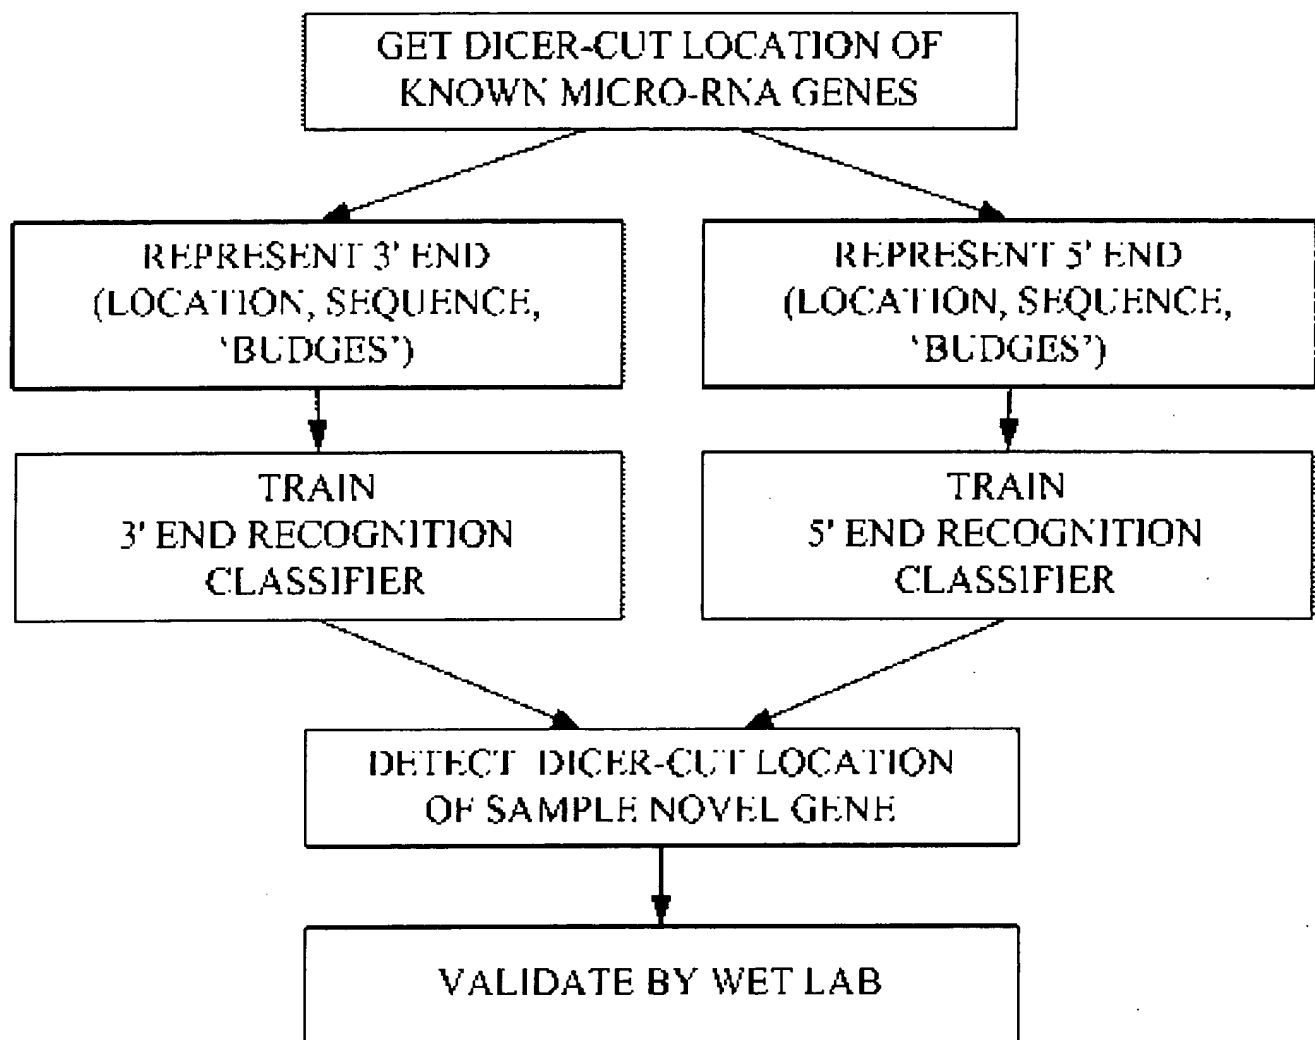 GET DICER-CUT LOCATION OF
KNOWN MICRO-RNA GENES
REPRESENT 3' END
(LOCATION, SEQUENCE,
'BUDGES')
REPRESENT 5' END
(LOCATION, SEQUENCE,
'BUDGES')
TRAIN
3' END RECOGNITION
CLASSIFIER
TRAIN
5' END RECOGNITION
CLASSIFIER
DETECT DICER-CUT LOCATION
OF SAMPLE NOVEL GENE
VALIDATE BY WET LAB